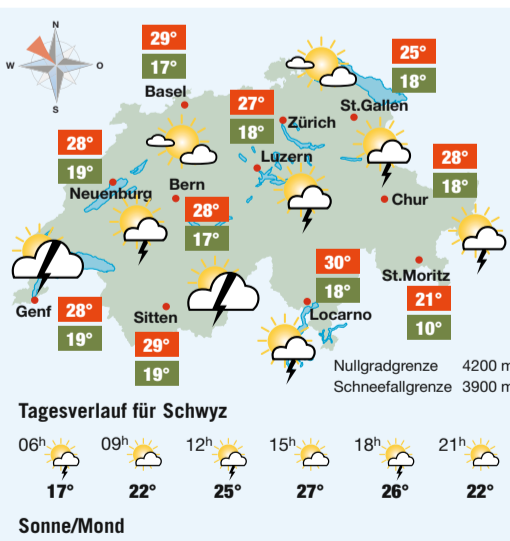 N
W O
S
29°
17°
Basel
25°
18°
St.Gallen
27°
18°
Zürich
Luzern
28°
19°
Neuenburg
Bern
28°
17°
28°
18°
Chur
St.Moritz
21°
10°
30°
18°
Locarno
Genf
28°
19°
Sitten
29°
19°
Nullgradgrenze 4200 m
Schneefallgrenze 3900 m
Tagesverlauf für Schwyz
06h 09h 12h 15h 18h 21h
17° 22° 25° 27° 26° 22°
Sonne/Mond